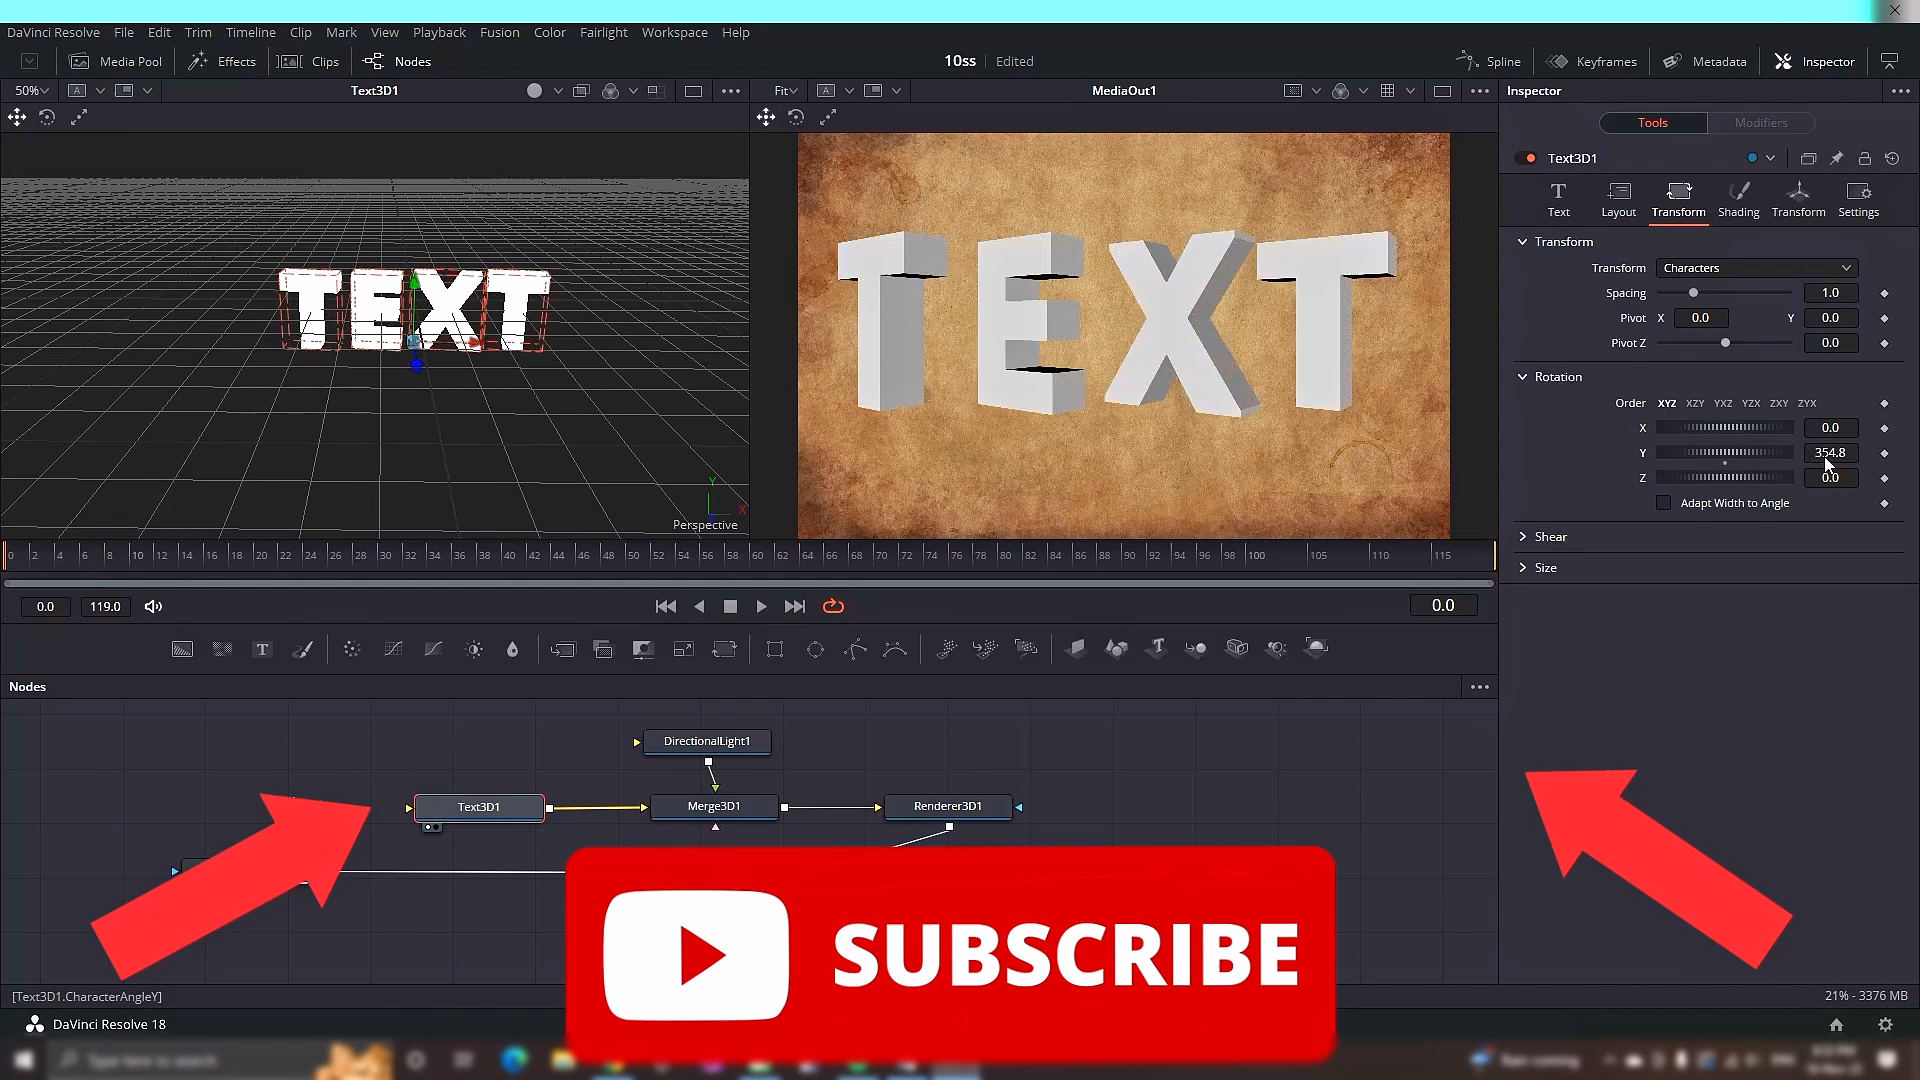 DaVinci Resolve File Edit Trim Timeline Clip Mark View Playback Fusion Color Fairlight Workspace Help
Media Pool Effects Clips Nodes 10ss Edited Spline Keyframes Metadata Inspector
50% A Text3D1 Fit A MediaOut1 Inspector
Tools Modifiers
Text3D1
T
Text Layout Transform Shading Transform Settings
Transform
Transform Characters
Spacing 1.0
Pivot X 0.0 Y 0.0
Pivot Z 0.0
Rotation
Order XYZ XZY YXZ YZX ZXY ZYX
X 0.0
Y 354.8
Z 0.0
Adapt Width to Angle
Shear
Size
TEXT
TEXT
Y
X
Perspective
0 2 4 6 8 10 12 14 16 18 20 22 24 26 28 30 32 34 36 38 40 42 44 46 48 50 52 54 56 58 60 62 64 66 68 70 72 74 76 78 80 82 84 86 88 90 92 94 96 98 100 105 110 115
0.0 119.0 0.0
T T
Nodes
DirectionalLight1
Text3D1 Merge3D1 Renderer3D1
SUBSCRIBE
[Text3D1.CharacterAngleY] 21% - 3376 MB
DaVinci Resolve 18
Type here to search Rain coming